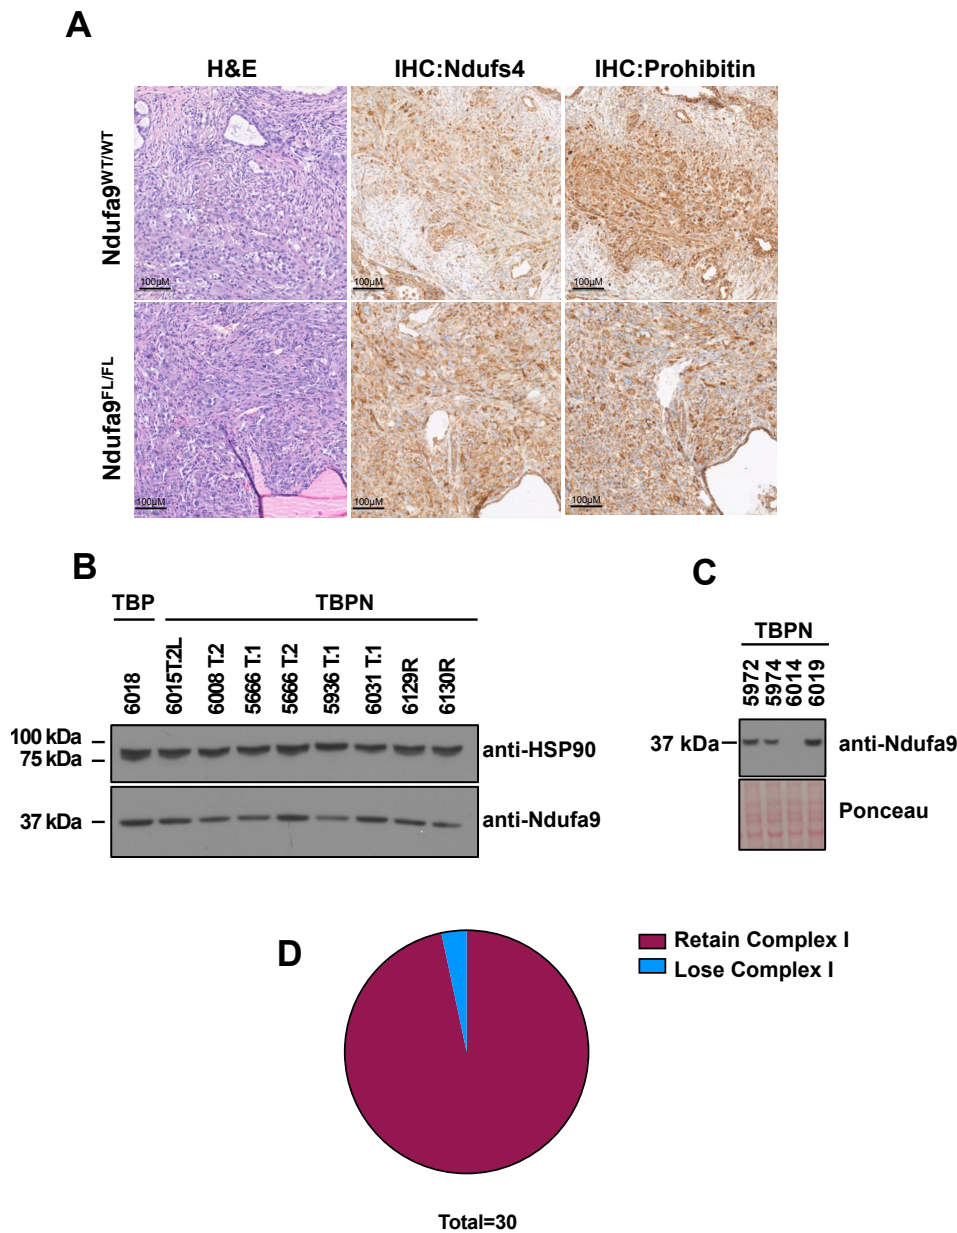 A
H&E
IHC:Ndufs4
IHC:Prohibitin
Ndufa9WT/WT
100µM
100µM
100µM
Ndufa9FL/FL
100µM
100µM
100µM
B
TBP
TBPN
6018
6015T.2L
6008 T.2
5666 T.1
5666 T.2
5936 T.1
6031 T.1
6129R
6130R
100 kDa
75 kDa
anti-HSP90
37 kDa
anti-Ndufa9
C
TBPN
5972
5974
6014
6019
37 kDa
anti-Ndufa9
Ponceau
D
Retain Complex I
Lose Complex I
Total=30